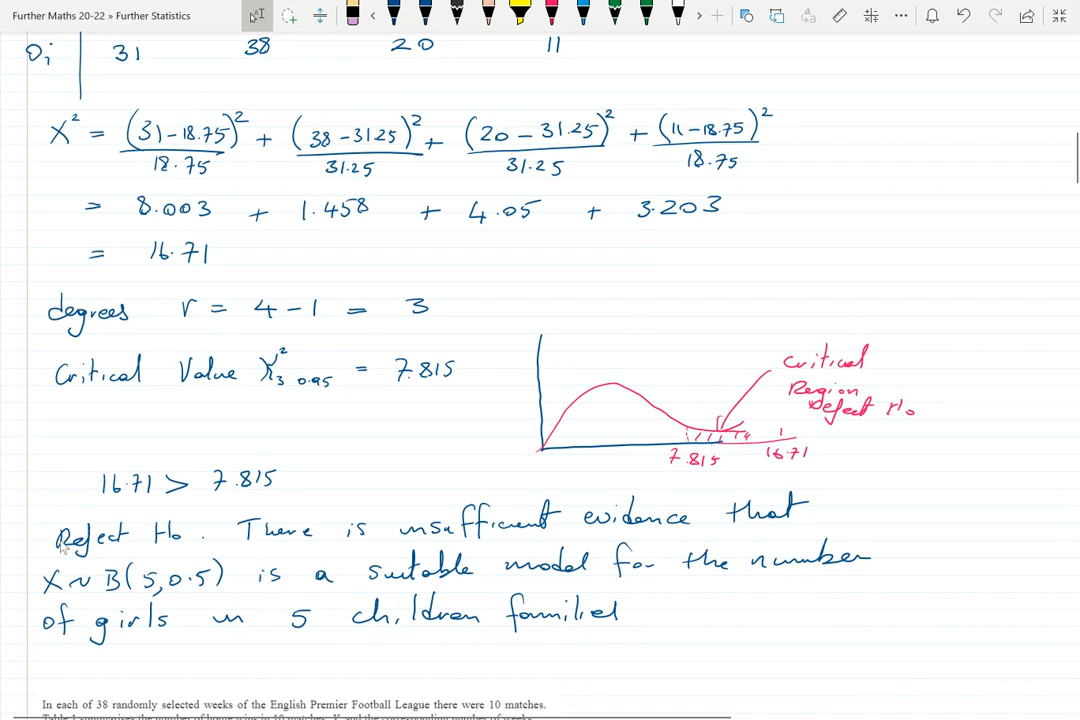 Further Maths 20-22 » Further Statistics
Oi 31 38 20 11
X² = (31-18.75)²/18.75 + (38-31.25)²/31.25 + (20-31.25)²/31.25 + (11-18.75)²/18.75
= 8.003 + 1.458 + 4.05 + 3.203
= 16.71
degrees ν = 4-1 = 3
Critical Value χ²₃ 0.95 = 7.815
critical
Region
Reject Ho
7.815 16.71
16.71 > 7.815
Reject Ho. There is insufficient evidence that
X ~ B(5,0.5) is a suitable model for the number
of girls in 5 children families
In each of 38 randomly selected weeks of the English Premier Football League there were 10 matches.